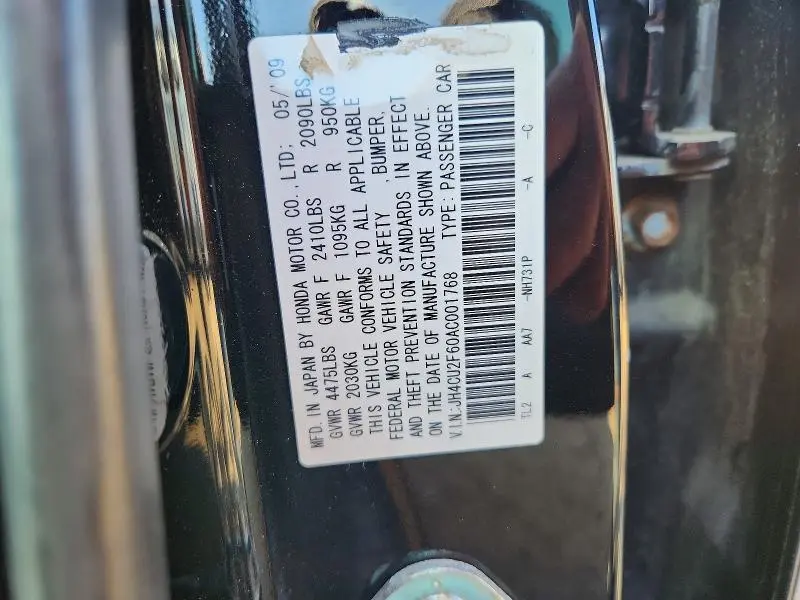 MFD. IN JAPAN BY HONDA MOTOR CO., LTD; 05/'09
GVWR 4475LBS GAWR F 2410LBS R 2090LBS
GVWR 2030KG GAWR F 1095KG R 950KG
THIS VEHICLE CONFORMS TO ALL APPLICABLE
FEDERAL MOTOR VEHICLE SAFETY , BUMPER,
AND THEFT PREVENTION STANDARDS IN EFFECT
ON THE DATE OF MANUFACTURE SHOWN ABOVE.
V.I.N:JH4CU2F60AC001768 TYPE: PASSENGER CAR
TL2 A AA7 -NH731P -A -C